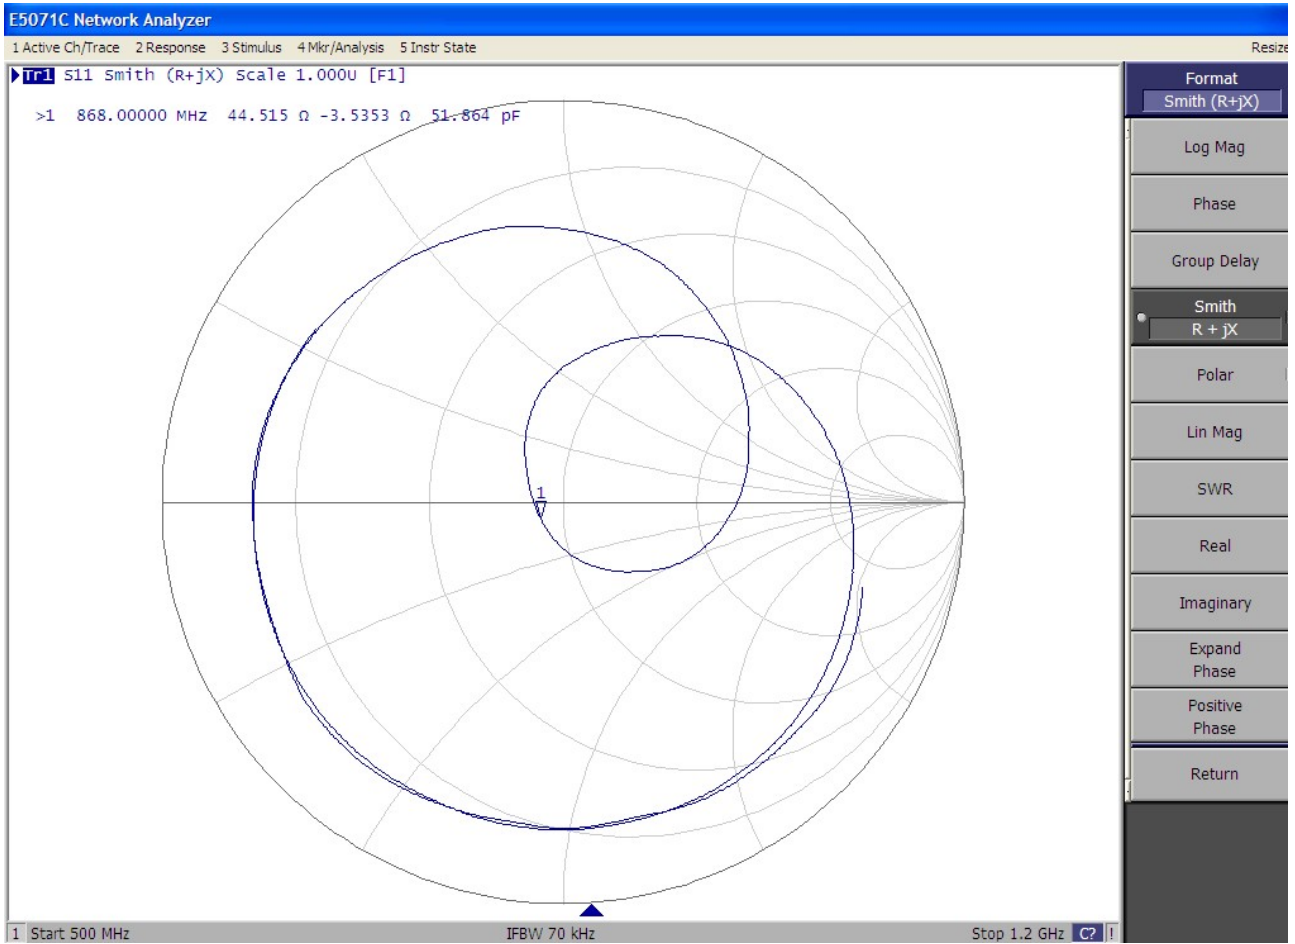 E5071C Network Analyzer
1 Active Ch/Trace 2 Response 3 Stimulus 4 Mkr/Analysis 5 Instr State Resize
Tr1 S11 Smith (R+jX) Scale 1.000U [F1]
>1 868.00000 MHz 44.515 Ω -3.5353 Ω 51.864 pF
1
Format
Smith (R+jX)
Log Mag
Phase
Group Delay
Smith
R + jX
Polar
Lin Mag
SWR
Real
Imaginary
Expand
Phase
Positive
Phase
Return
1 Start 500 MHz IFBW 70 kHz Stop 1.2 GHz C? !